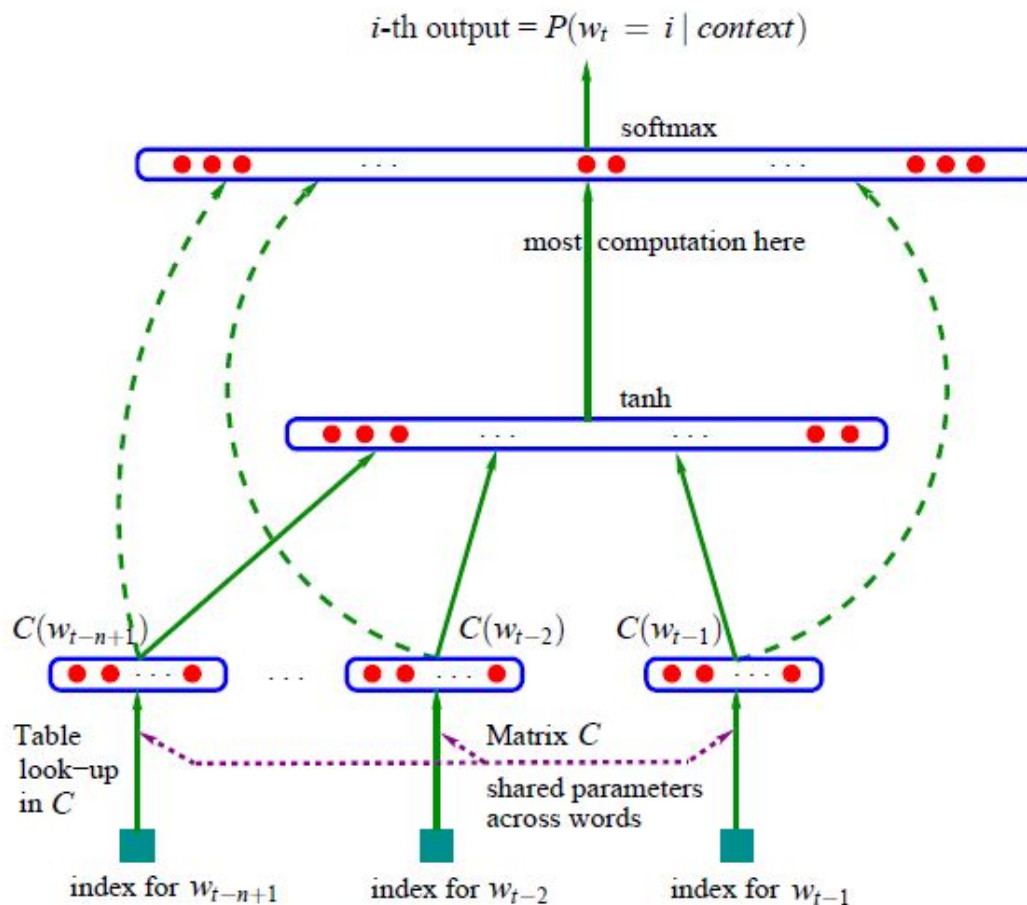 i-th output = P(w_t = i | context)
softmax
. . . . . .
most computation here
tanh
. . . . . .
C(w_{t−n+1}) C(w_{t−2}) C(w_{t−1})
. . . . . . . . . . . .
Table
look−up
in C
Matrix C
shared parameters
across words
index for w_{t−n+1} index for w_{t−2} index for w_{t−1}